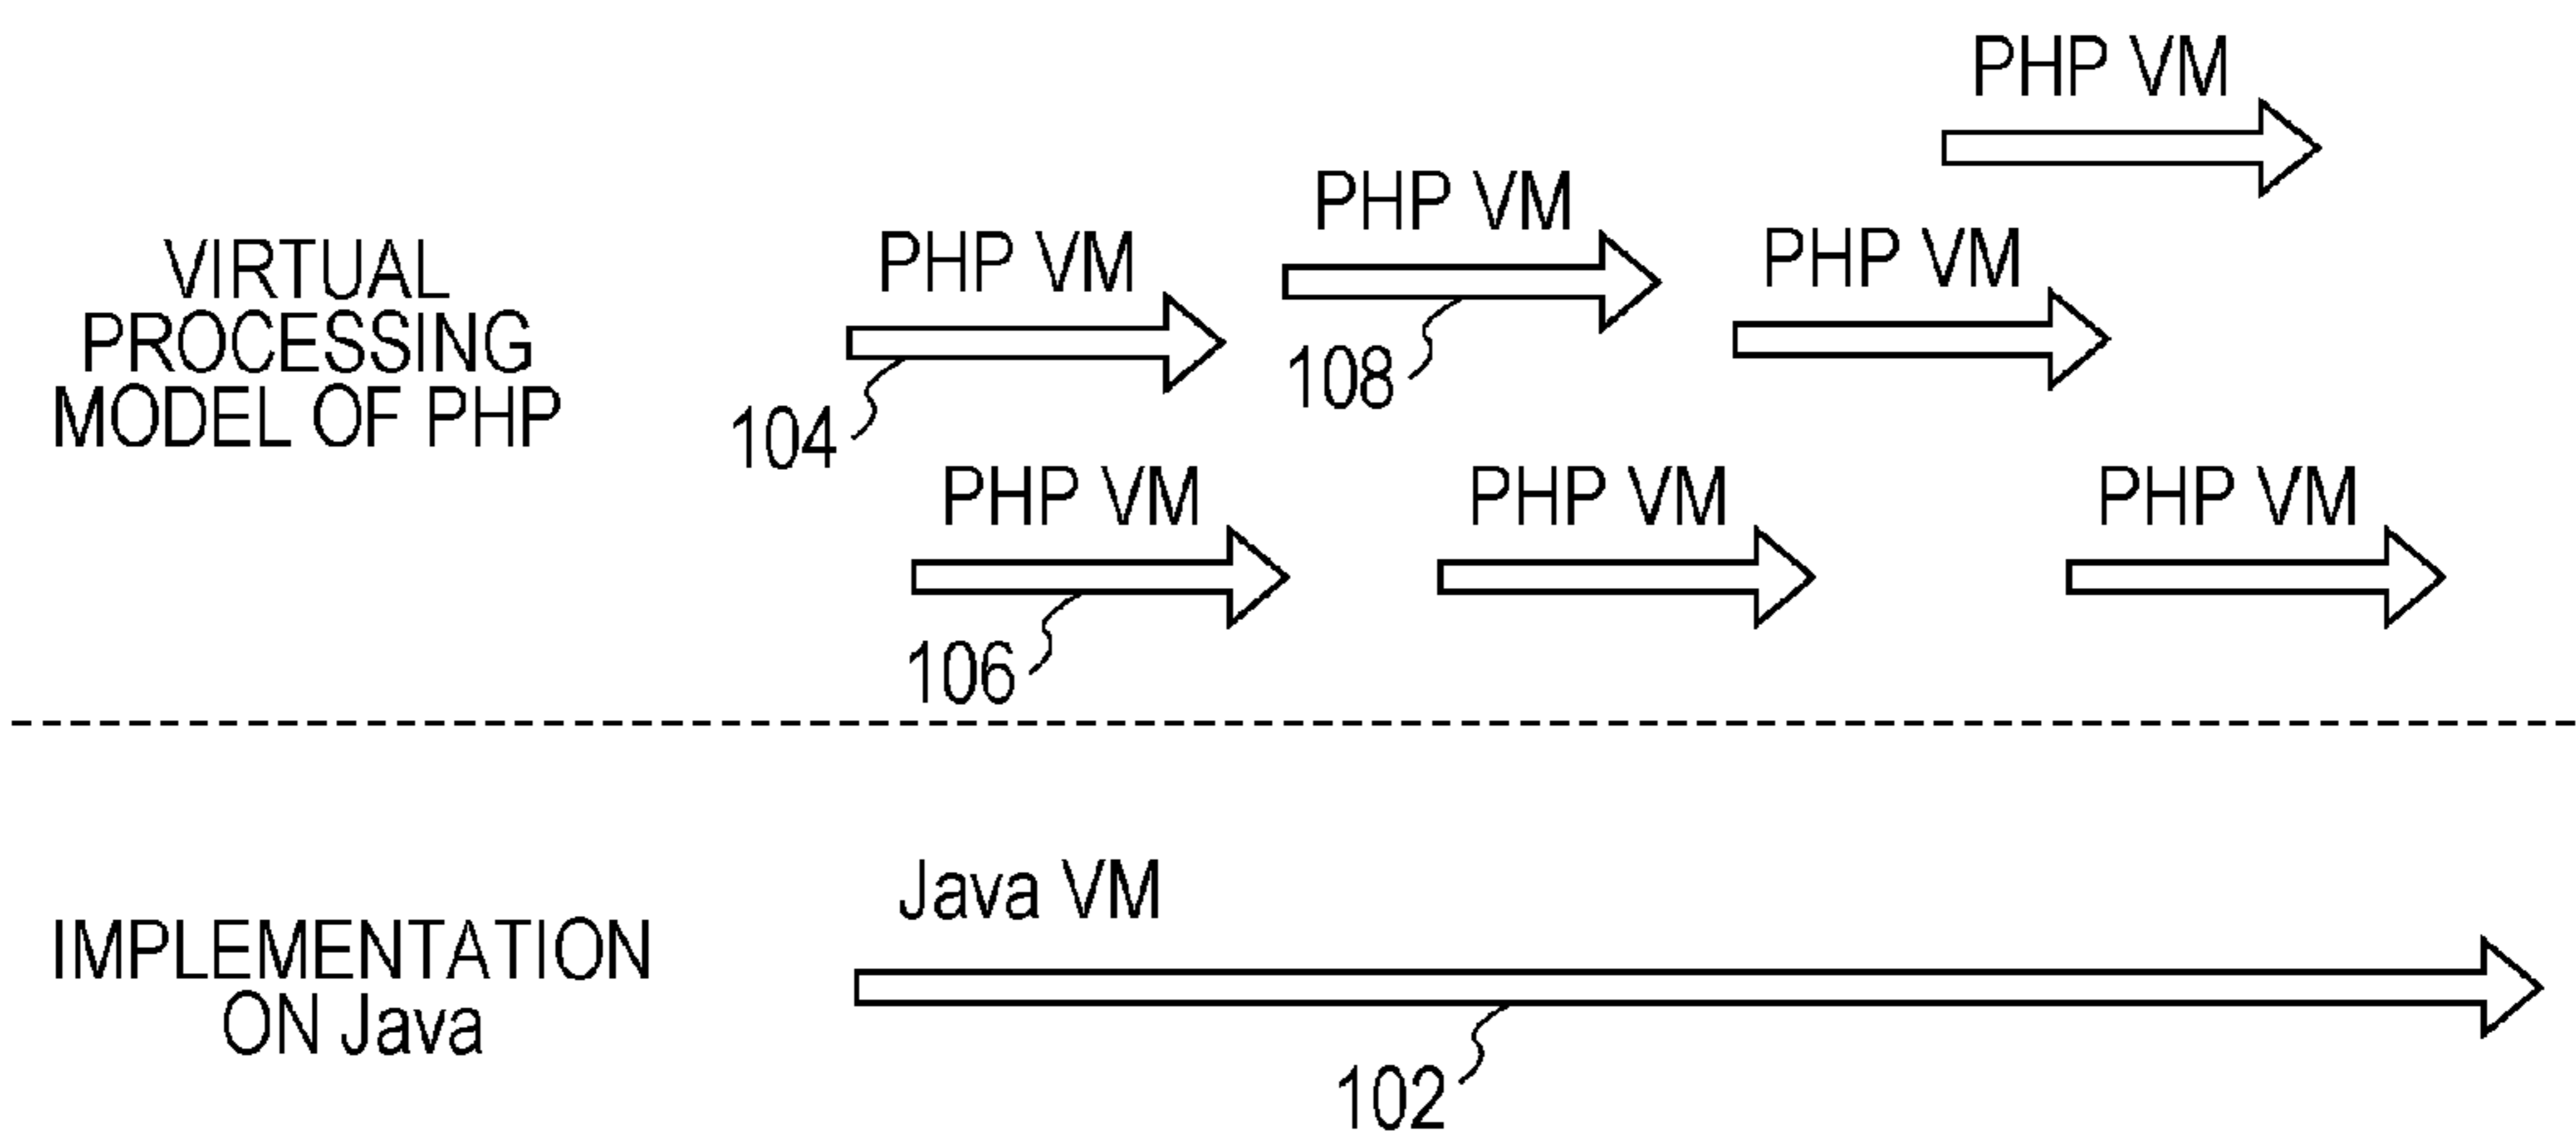 PHP VM
PHP VM
PHP VM
PHP VM
VIRTUAL
PROCESSING
MODEL OF PHP
108
104
PHP VM
PHP VM
PHP VM
106
Java VM
IMPLEMENTATION
ON Java
102